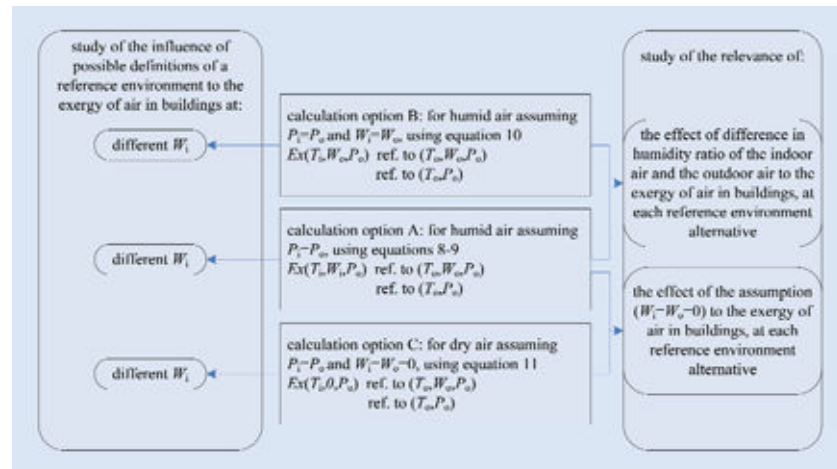 study of the influence of
possible definitions of a
reference environment to the
exergy of air in buildings at:
different Wᵢ
different Wᵢ
different Wᵢ
calculation option B: for humid air assuming
Pᵢ=Pₒ and Wᵢ=Wₒ, using equation 10
Ex(Tᵢ,Wₒ,Pₒ) ref. to (Tₒ,Wₒ,Pₒ)
ref. to (Tₒ,Pₒ)
calculation option A: for humid air assuming
Pᵢ=Pₒ, using equations 8-9
Ex(Tᵢ,Wᵢ,Pₒ) ref. to (Tₒ,Wₒ,Pₒ)
ref. to (Tₒ,Pₒ)
calculation option C: for dry air assuming
Pᵢ=Pₒ and Wᵢ=Wₒ=0, using equation 11
Ex(Tᵢ,0,Pₒ) ref. to (Tₒ,Wₒ,Pₒ)
ref. to (Tₒ,Pₒ)
study of the relevance of:
the effect of difference in
humidity ratio of the indoor
air and the outdoor air to the
exergy of air in buildings, at
each reference environment
alternative
the effect of the assumption
(Wᵢ=Wₒ=0) to the exergy of
air in buildings, at each
reference environment
alternative